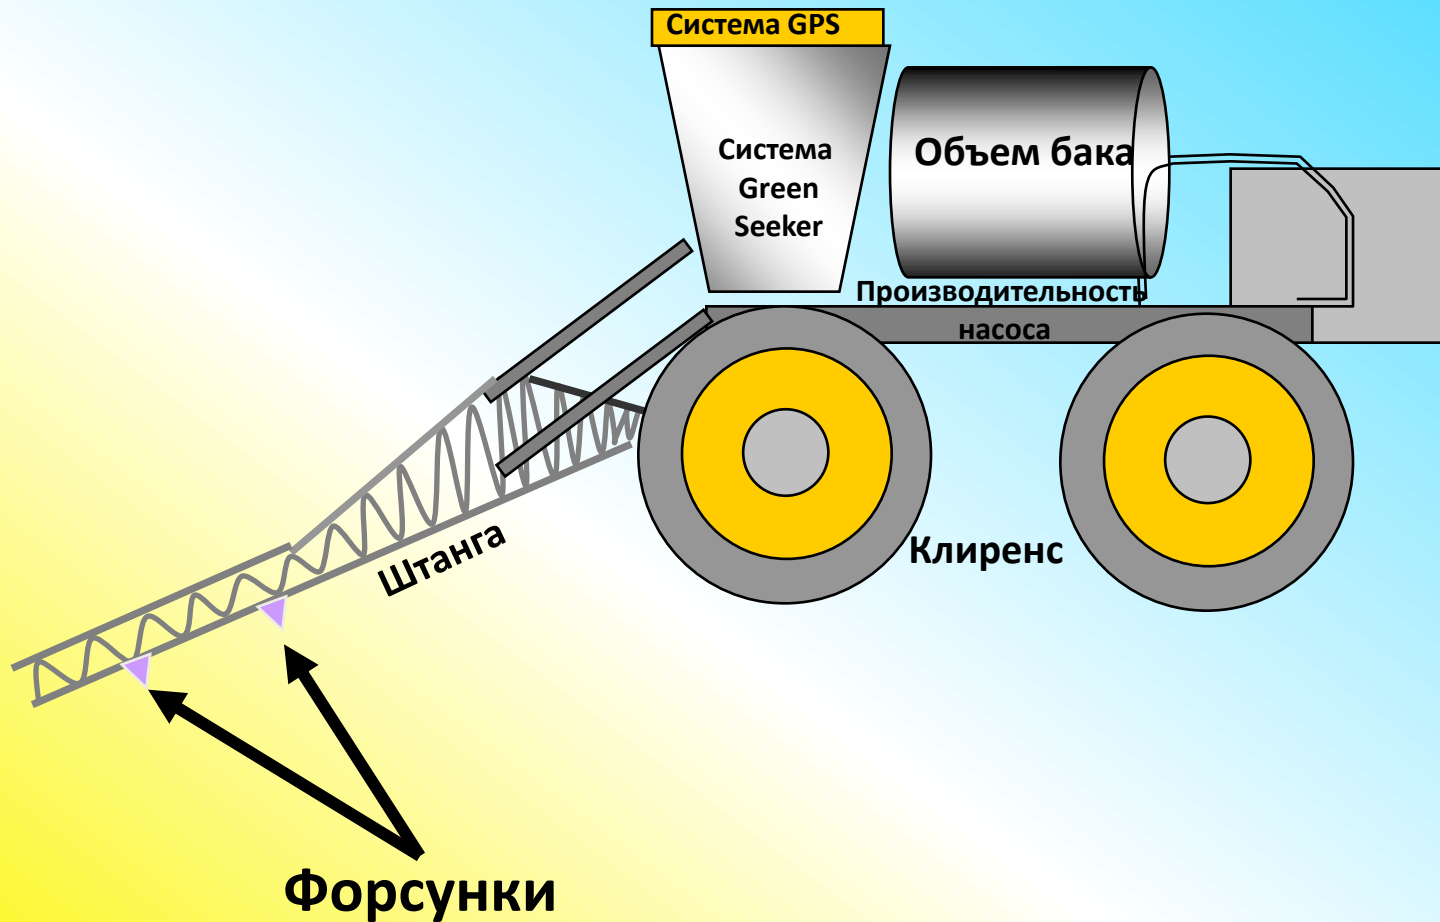 Система GPS
Система
Green
Seeker
Объем бака
Производительность
насоса
Штанга
Клиренс
Форсунки